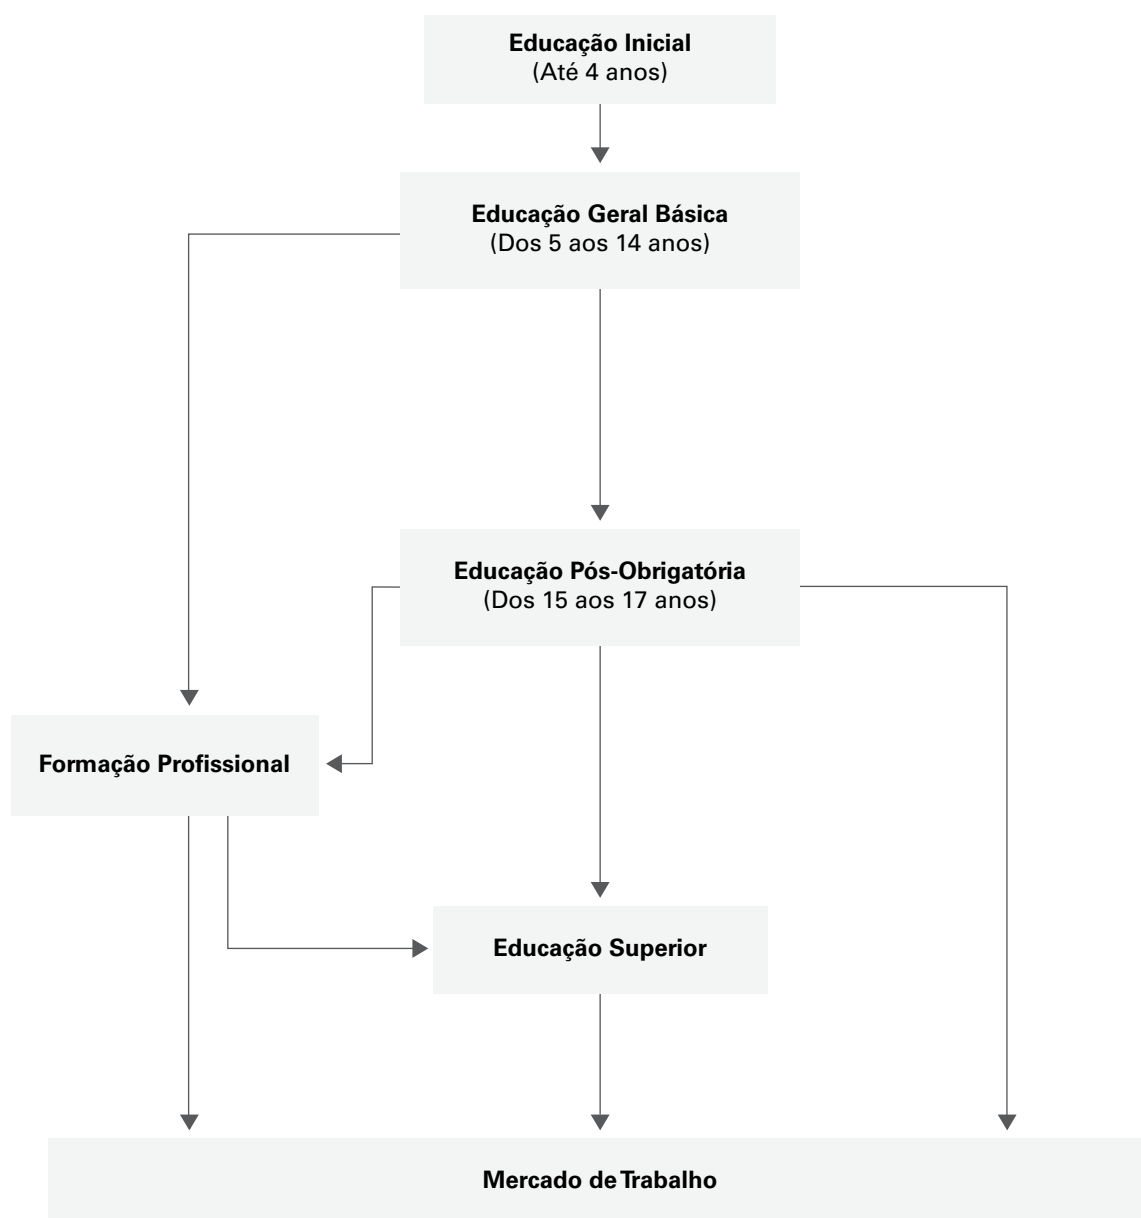 Educação Inicial
(Até 4 anos)
Educação Geral Básica
(Dos 5 aos 14 anos)
Educação Pós-Obrigatória
(Dos 15 aos 17 anos)
Formação Profissional
Educação Superior
Mercado de Trabalho